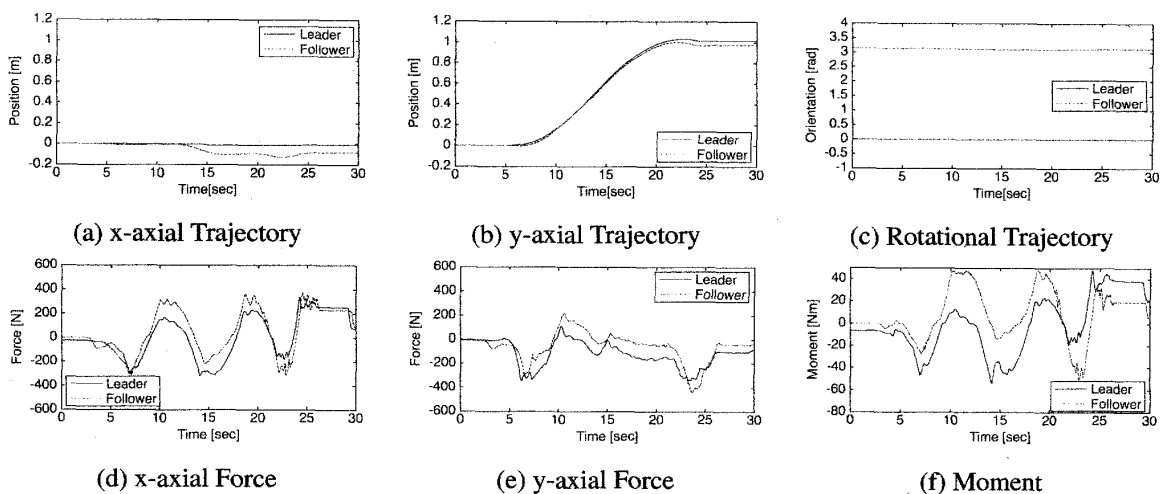 1.2
1
0.8
0.6
0.4
0.2
0
-0.2
Position [m]
Leader
Follower
0 5 10 15 20 25 30
Time[sec]
(a) x-axial Trajectory
1.2
1
0.8
0.6
0.4
0.2
0
-0.2
Position [m]
Leader
Follower
0 5 10 15 20 25 30
Time[sec]
(b) y-axial Trajectory
4
3.5
3
2.5
2
1.5
1
0.5
0
-0.5
-1
Orientation [rad]
Leader
Follower
0 5 10 15 20 25 30
Time[sec]
(c) Rotational Trajectory
600
400
200
0
-200
-400
-600
Force [N]
Leader
Follower
0 5 10 15 20 25 30
Time [sec]
(d) x-axial Force
600
400
200
0
-200
-400
-600
Force [N]
Leader
Follower
0 5 10 15 20 25 30
Time [sec]
(e) y-axial Force
40
20
0
-20
-40
-60
-80
Moment [Nm]
Leader
Follower
0 5 10 15 20 25 30
Time [sec]
(f) Moment